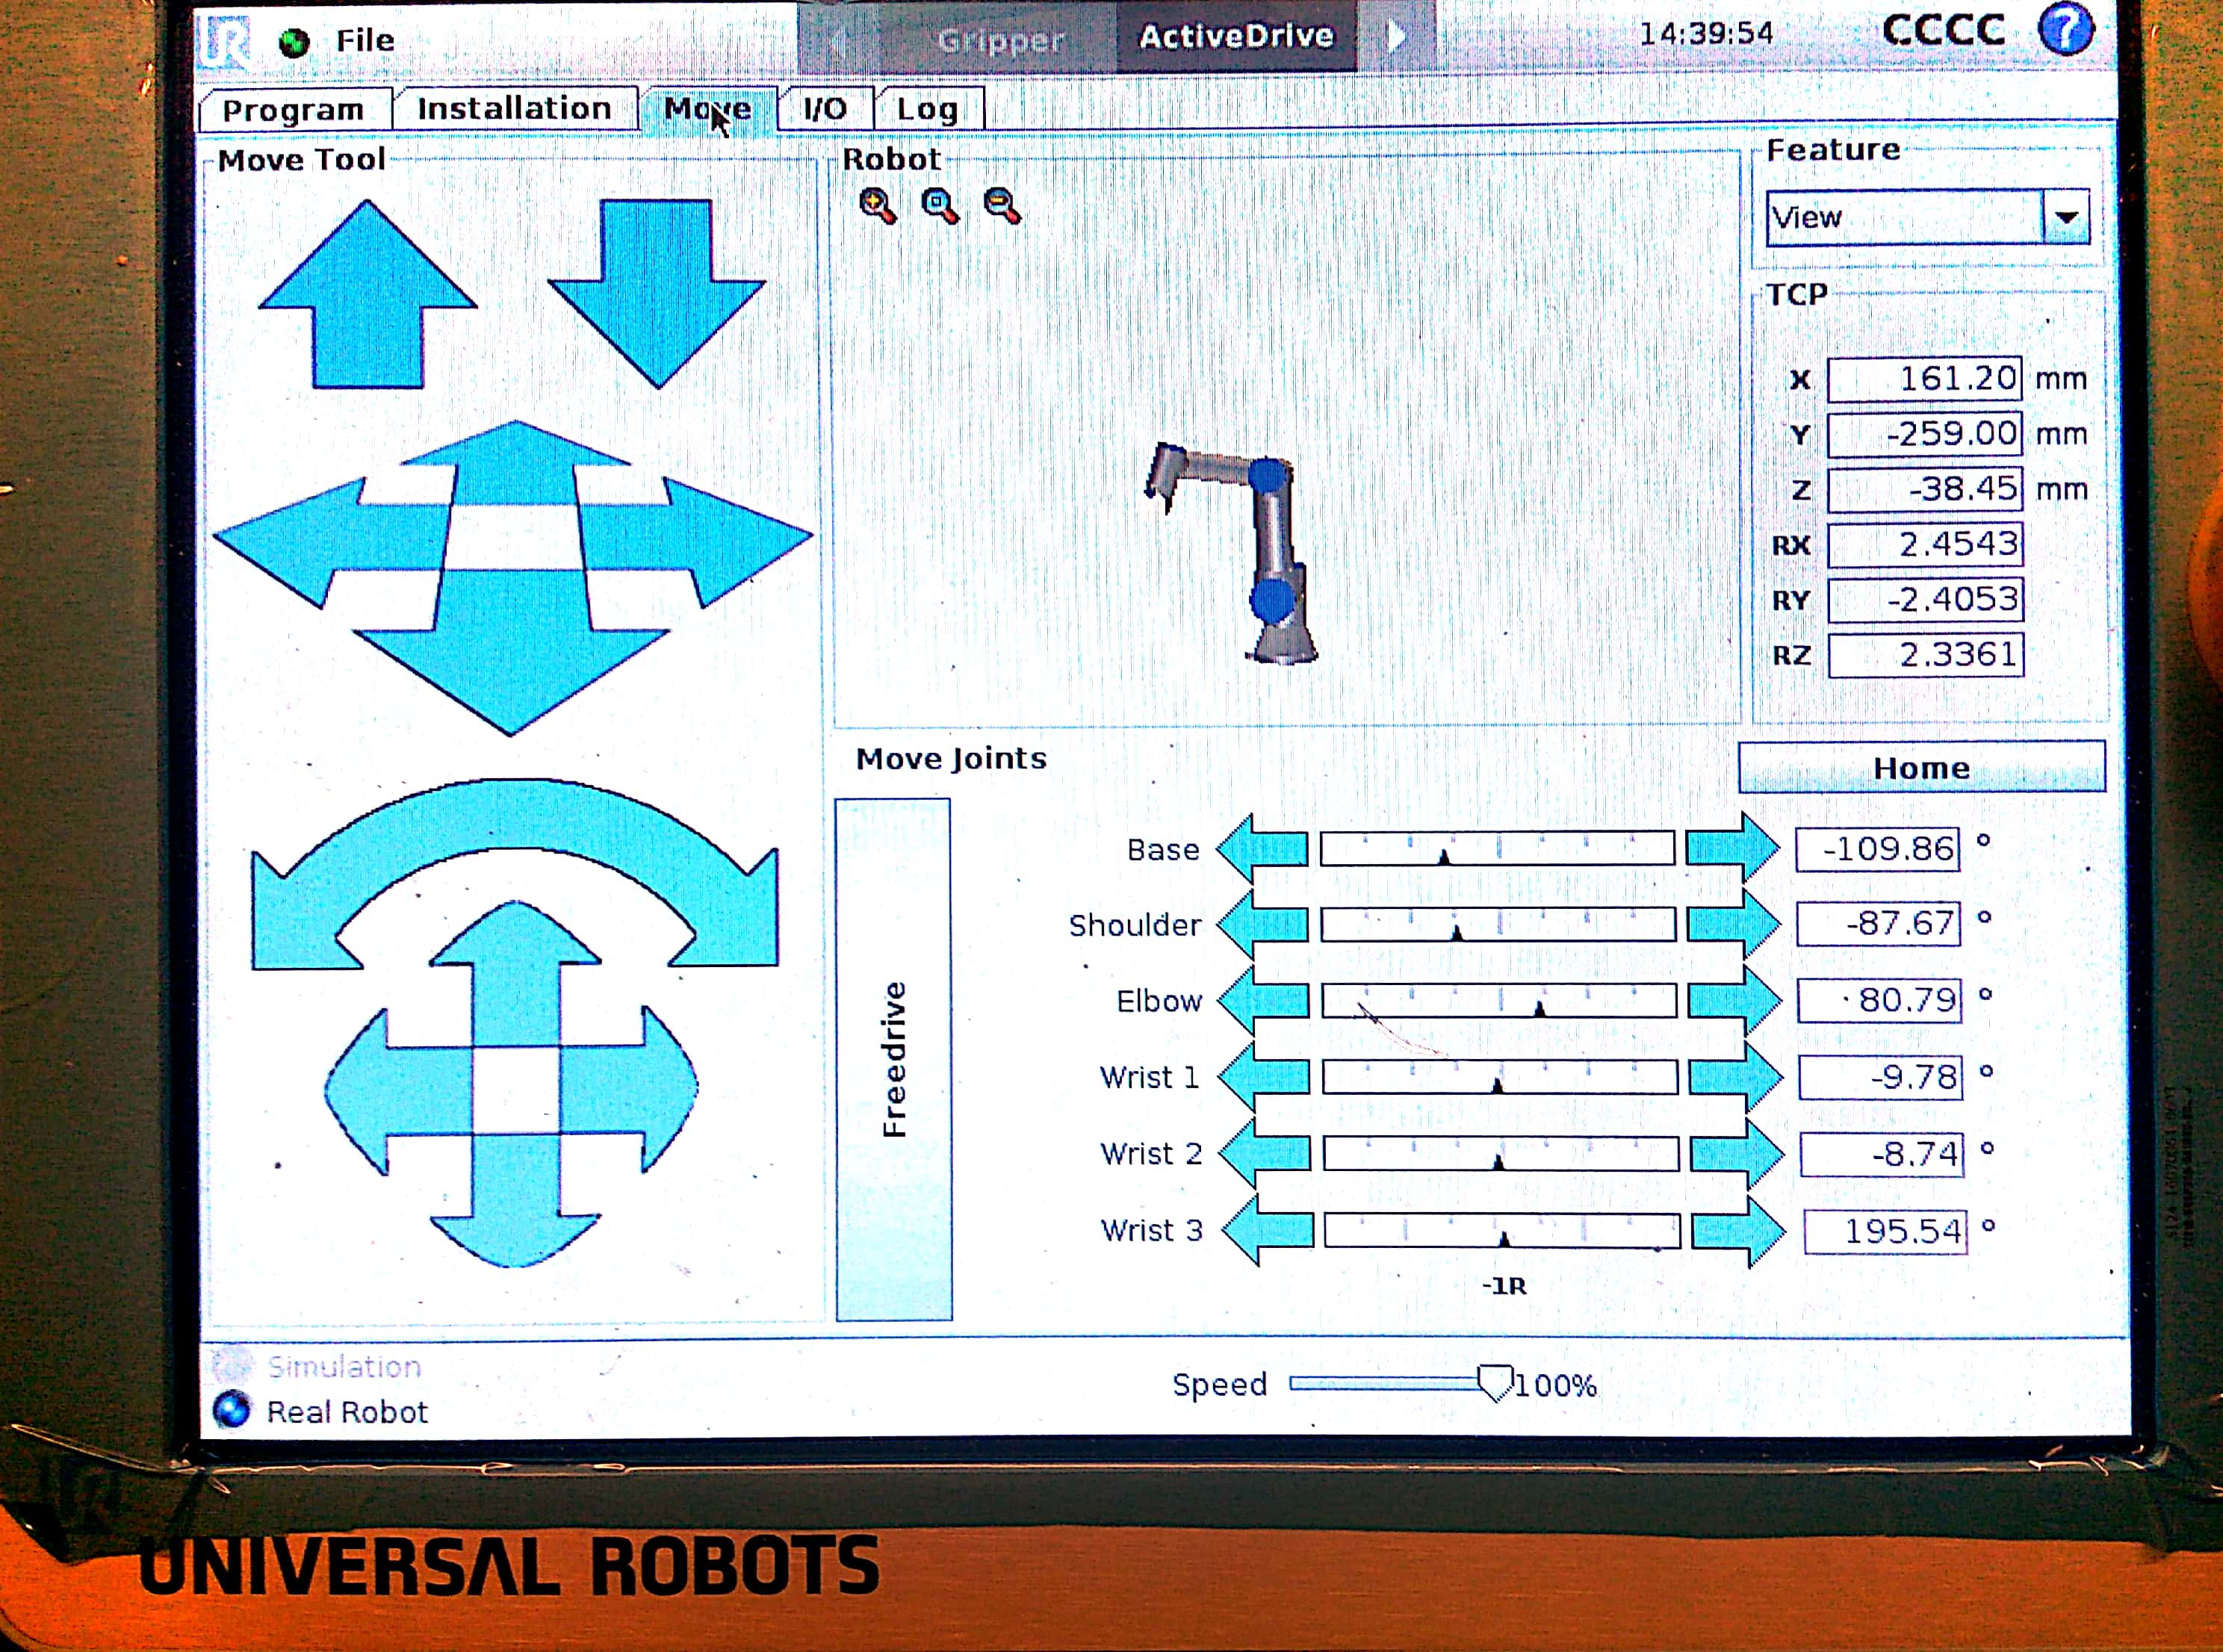 UR File Gripper ActiveDrive 14:39:54 CCCC ?
Program Installation Move I/O Log
Move Tool
Robot
Feature
View
TCP
X 161.20 mm
Y -259.00 mm
Z -38.45 mm
RX 2.4543
RY -2.4053
RZ 2.3361
Move Joints
Home
Freedrive
Base -109.86 °
Shoulder -87.67 °
Elbow 80.79 °
Wrist 1 -9.78 °
Wrist 2 -8.74 °
Wrist 3 195.54 °
-1R
Simulation
Real Robot
Speed 100%
UNIVERSAL ROBOTS